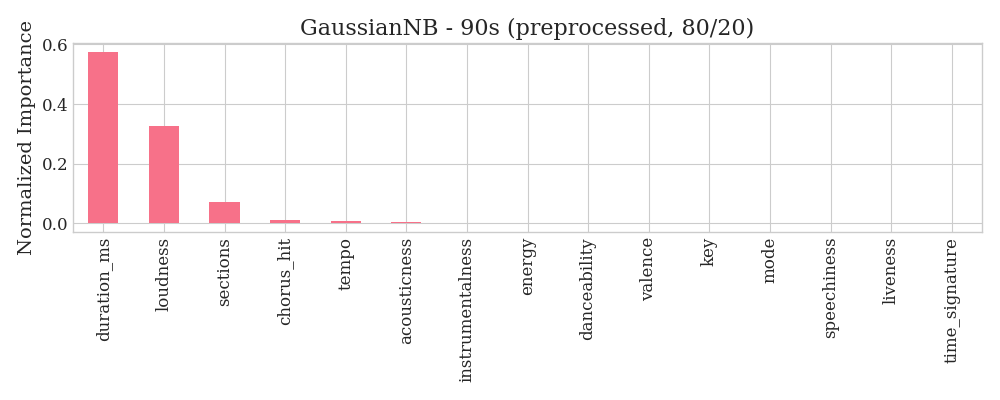 GaussianNB - 90s (preprocessed, 80/20)
Normalized Importance
0.6
0.4
0.2
0.0
duration_ms
loudness
sections
chorus_hit
tempo
acousticness
instrumentalness
energy
danceability
valence
key
mode
speechiness
liveness
time_signature